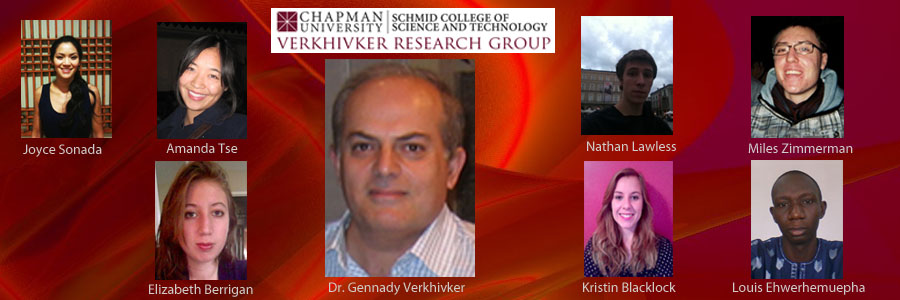 CHAPMAN UNIVERSITY
SCHMID COLLEGE OF SCIENCE AND TECHNOLOGY
VERKHIVKER RESEARCH GROUP
Joyce Sonada
Amanda Tse
Nathan Lawless
Miles Zimmerman
Elizabeth Berrigan
Dr. Gennady Verkhivker
Kristin Blacklock
Louis Ehwerhemuepha